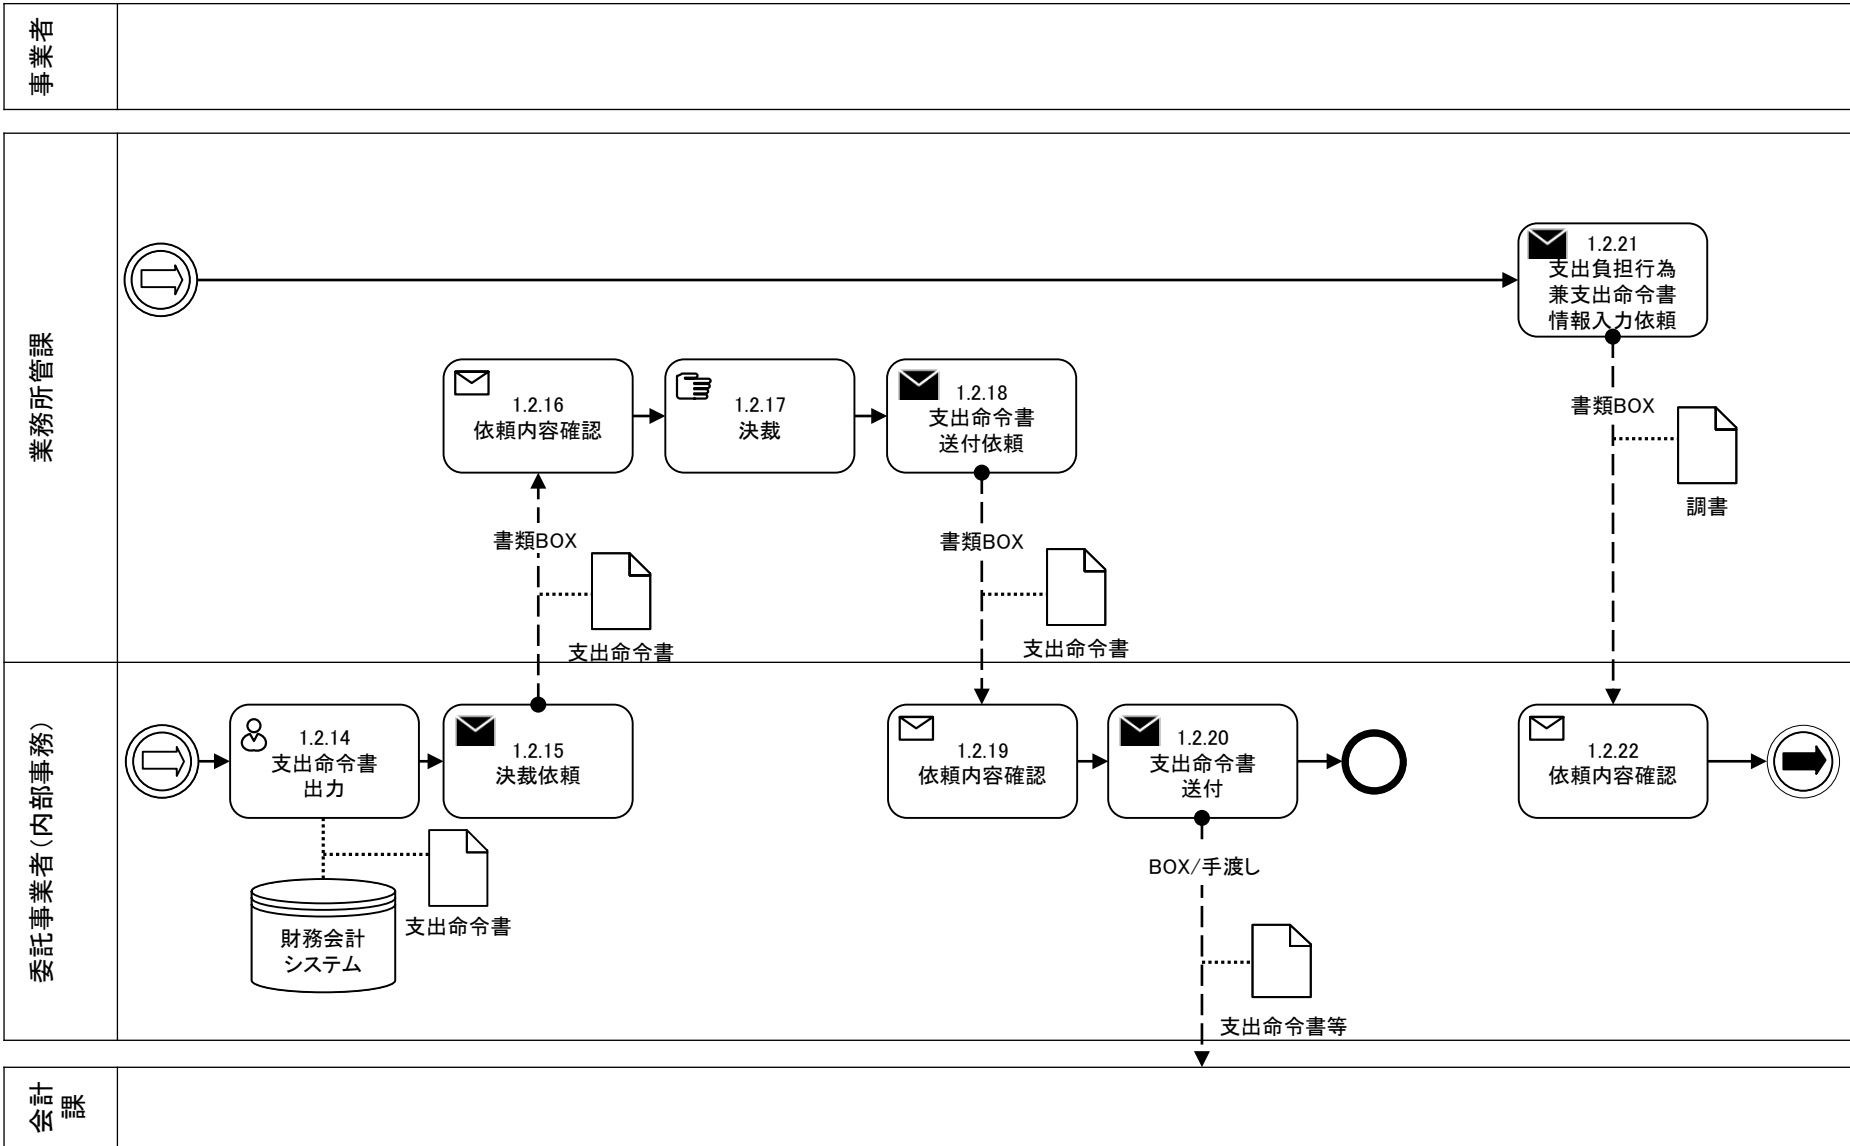 事業者
業務所管課
1.2.21
支出負担行為
兼支出命令書
情報入力依頼
1.2.16
依頼内容確認
1.2.17
決裁
1.2.18
支出命令書
送付依頼
書類BOX
調書
書類BOX
支出命令書
書類BOX
支出命令書
委託事業者(内部事務)
1.2.14
支出命令書
出力
1.2.15
決裁依頼
1.2.19
依頼内容確認
1.2.20
支出命令書
送付
1.2.22
依頼内容確認
支出命令書
財務会計
システム
BOX/手渡し
支出命令書等
会計
課